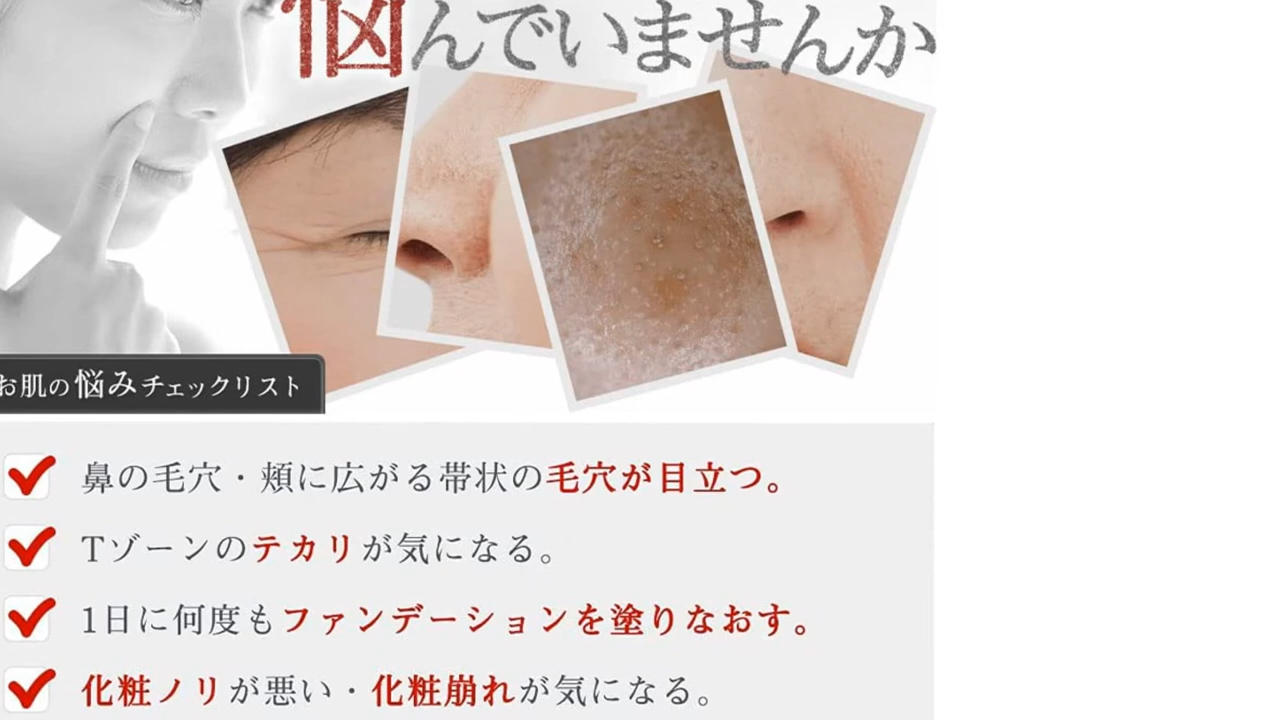 悩んでいませんか
お肌の悩みチェックリスト
鼻の毛穴・頬に広がる帯状の毛穴が目立つ。
Tゾーンのテカリが気になる。
1日に何度もファンデーションを塗りなおす。
化粧ノリが悪い・化粧崩れが気になる。